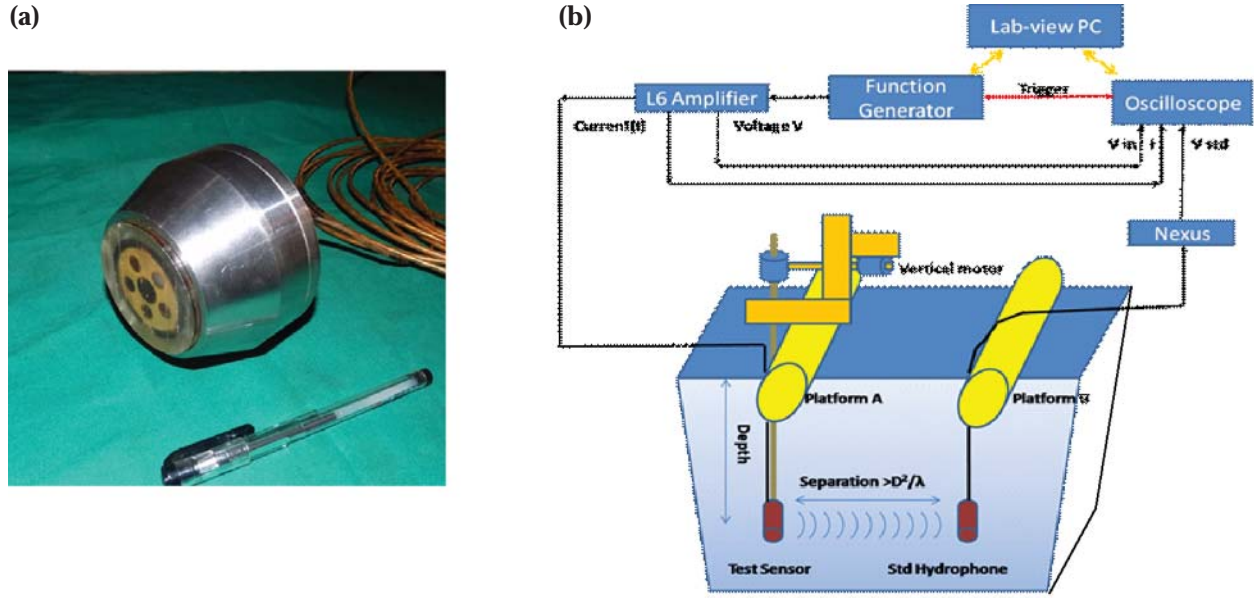 (a)
(b)
Lab-view PC
L6 Amplifier
Function
Generator
Trigger
Oscilloscope
Current(I)
Voltage V
V in I
V std
Nexus
Vertical motor
Platform A
Platform B
Depth
Separation >D²/λ
Test Sensor
Std Hydrophone